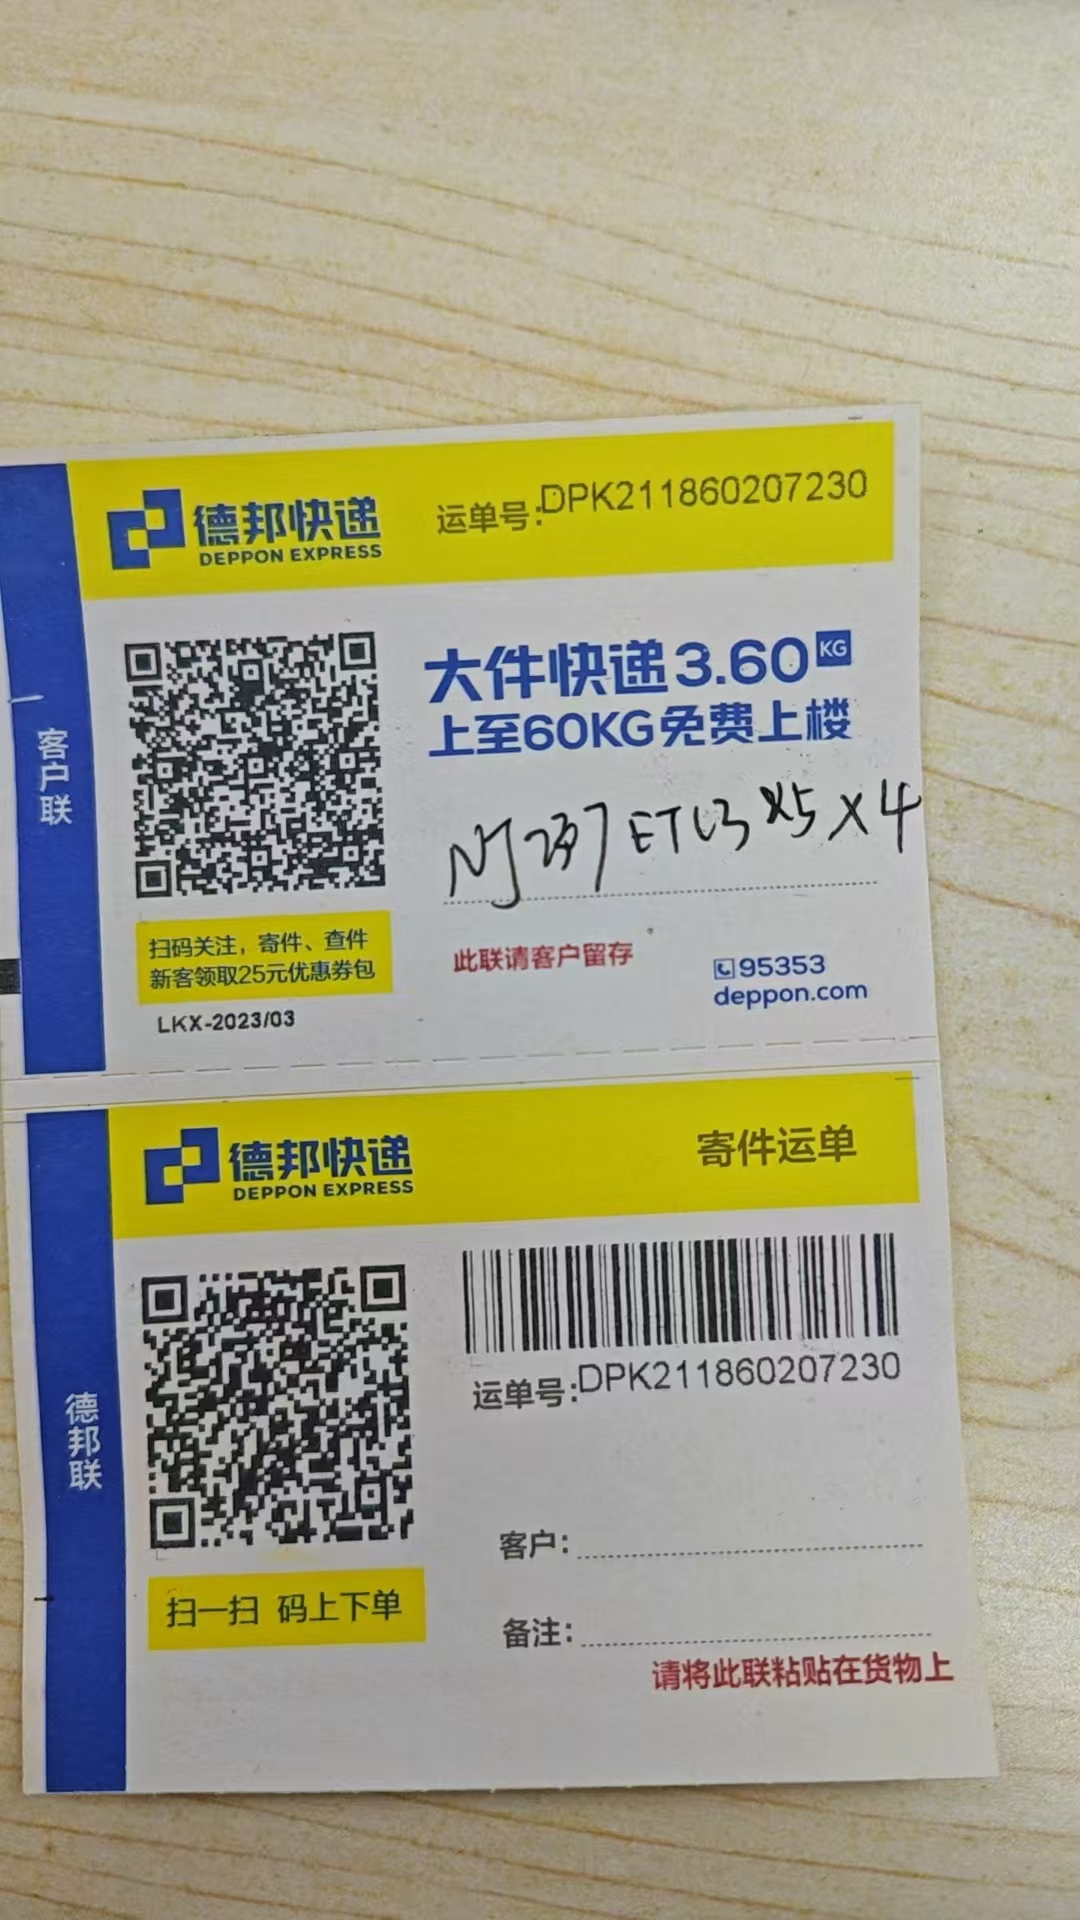 德邦快递
DEPPON EXPRESS
运单号:DPK211860207230
大件快递3.60KG
上至60KG免费上楼
客户联
X4
扫码关注，寄件、查件
新客领取25元优惠券包
此联请客户留存
95353
deppon.com
LKX-2023/03
德邦快递
DEPPON EXPRESS
寄件运单
运单号:DPK211860207230
德邦联
客户:
备注:
扫一扫 码上下单
请将此联粘贴在货物上